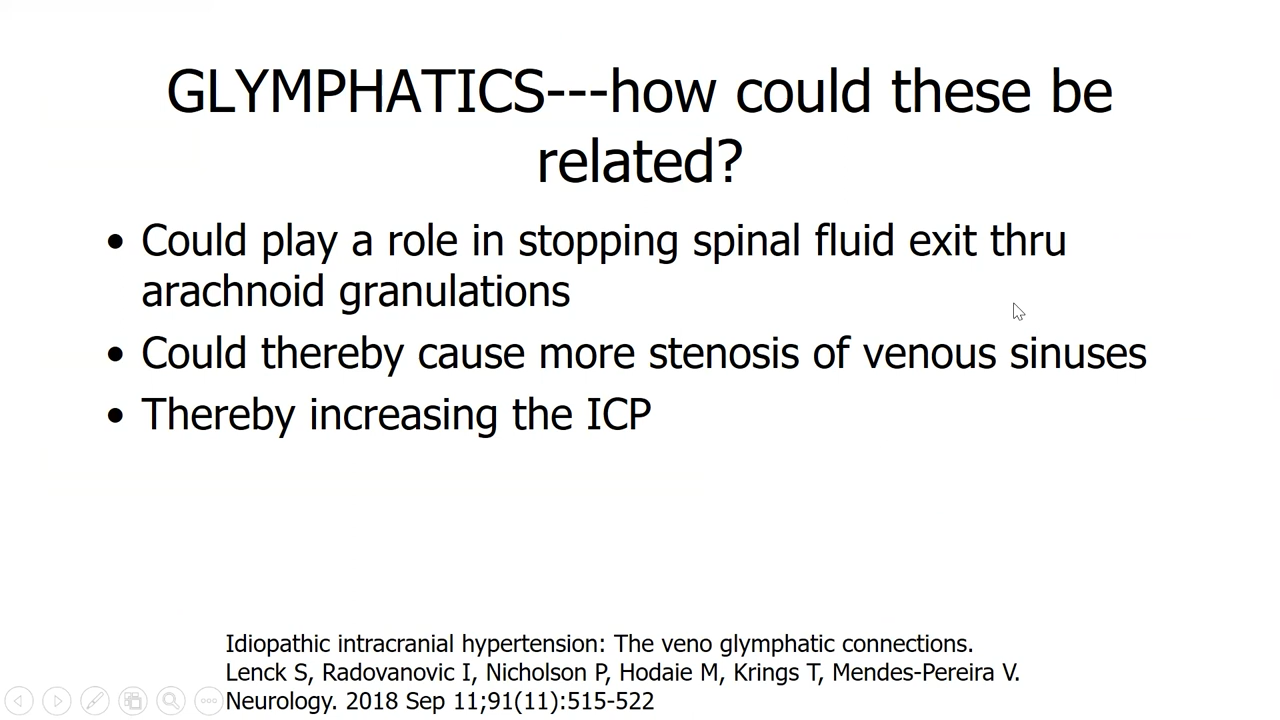 GLYMPHATICS---how could these be
related?
• Could play a role in stopping spinal fluid exit thru
arachnoid granulations
• Could thereby cause more stenosis of venous sinuses
• Thereby increasing the ICP
Idiopathic intracranial hypertension: The veno glymphatic connections.
Lenck S, Radovanovic I, Nicholson P, Hodaie M, Krings T, Mendes-Pereira V.
Neurology. 2018 Sep 11;91(11):515-522